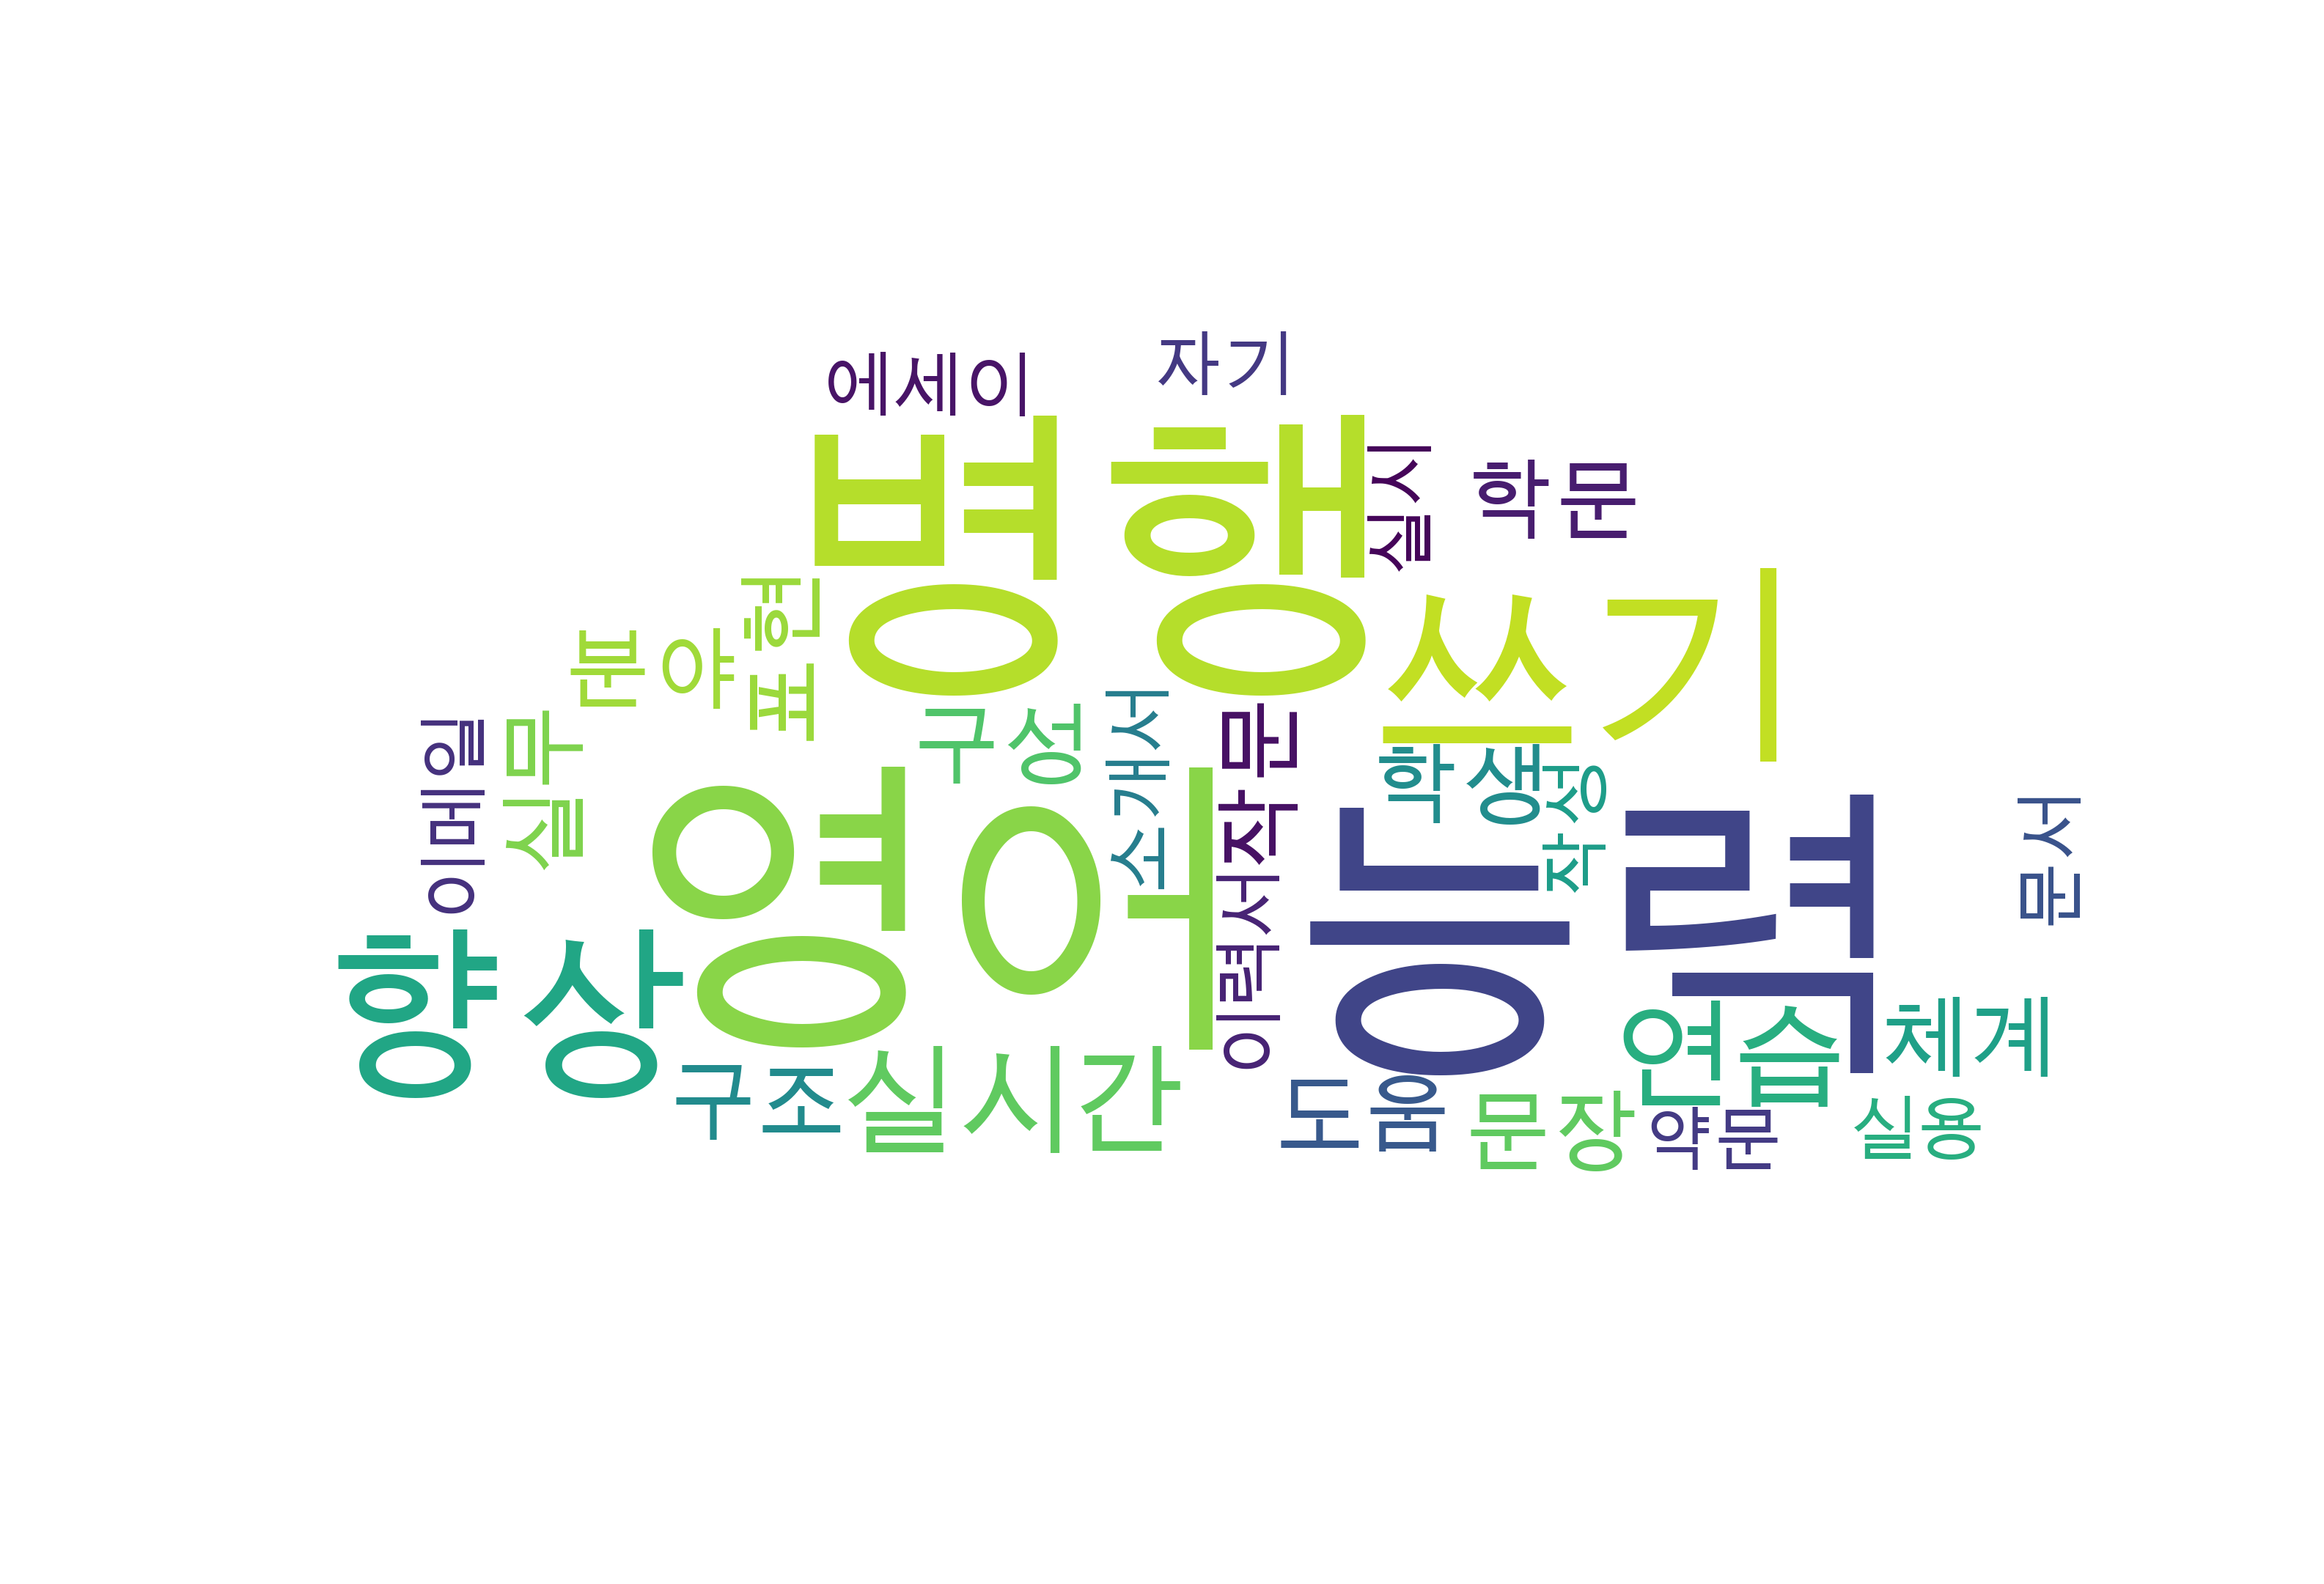 에세이
자기
병행
실시
학문
쓰기
분야
표현
이메일
실무
구성
소개서
작문
학생
작성
영어
능력
문서
이력서
향상
연습
체계
구조
실시간
도움
문장
약문
실용